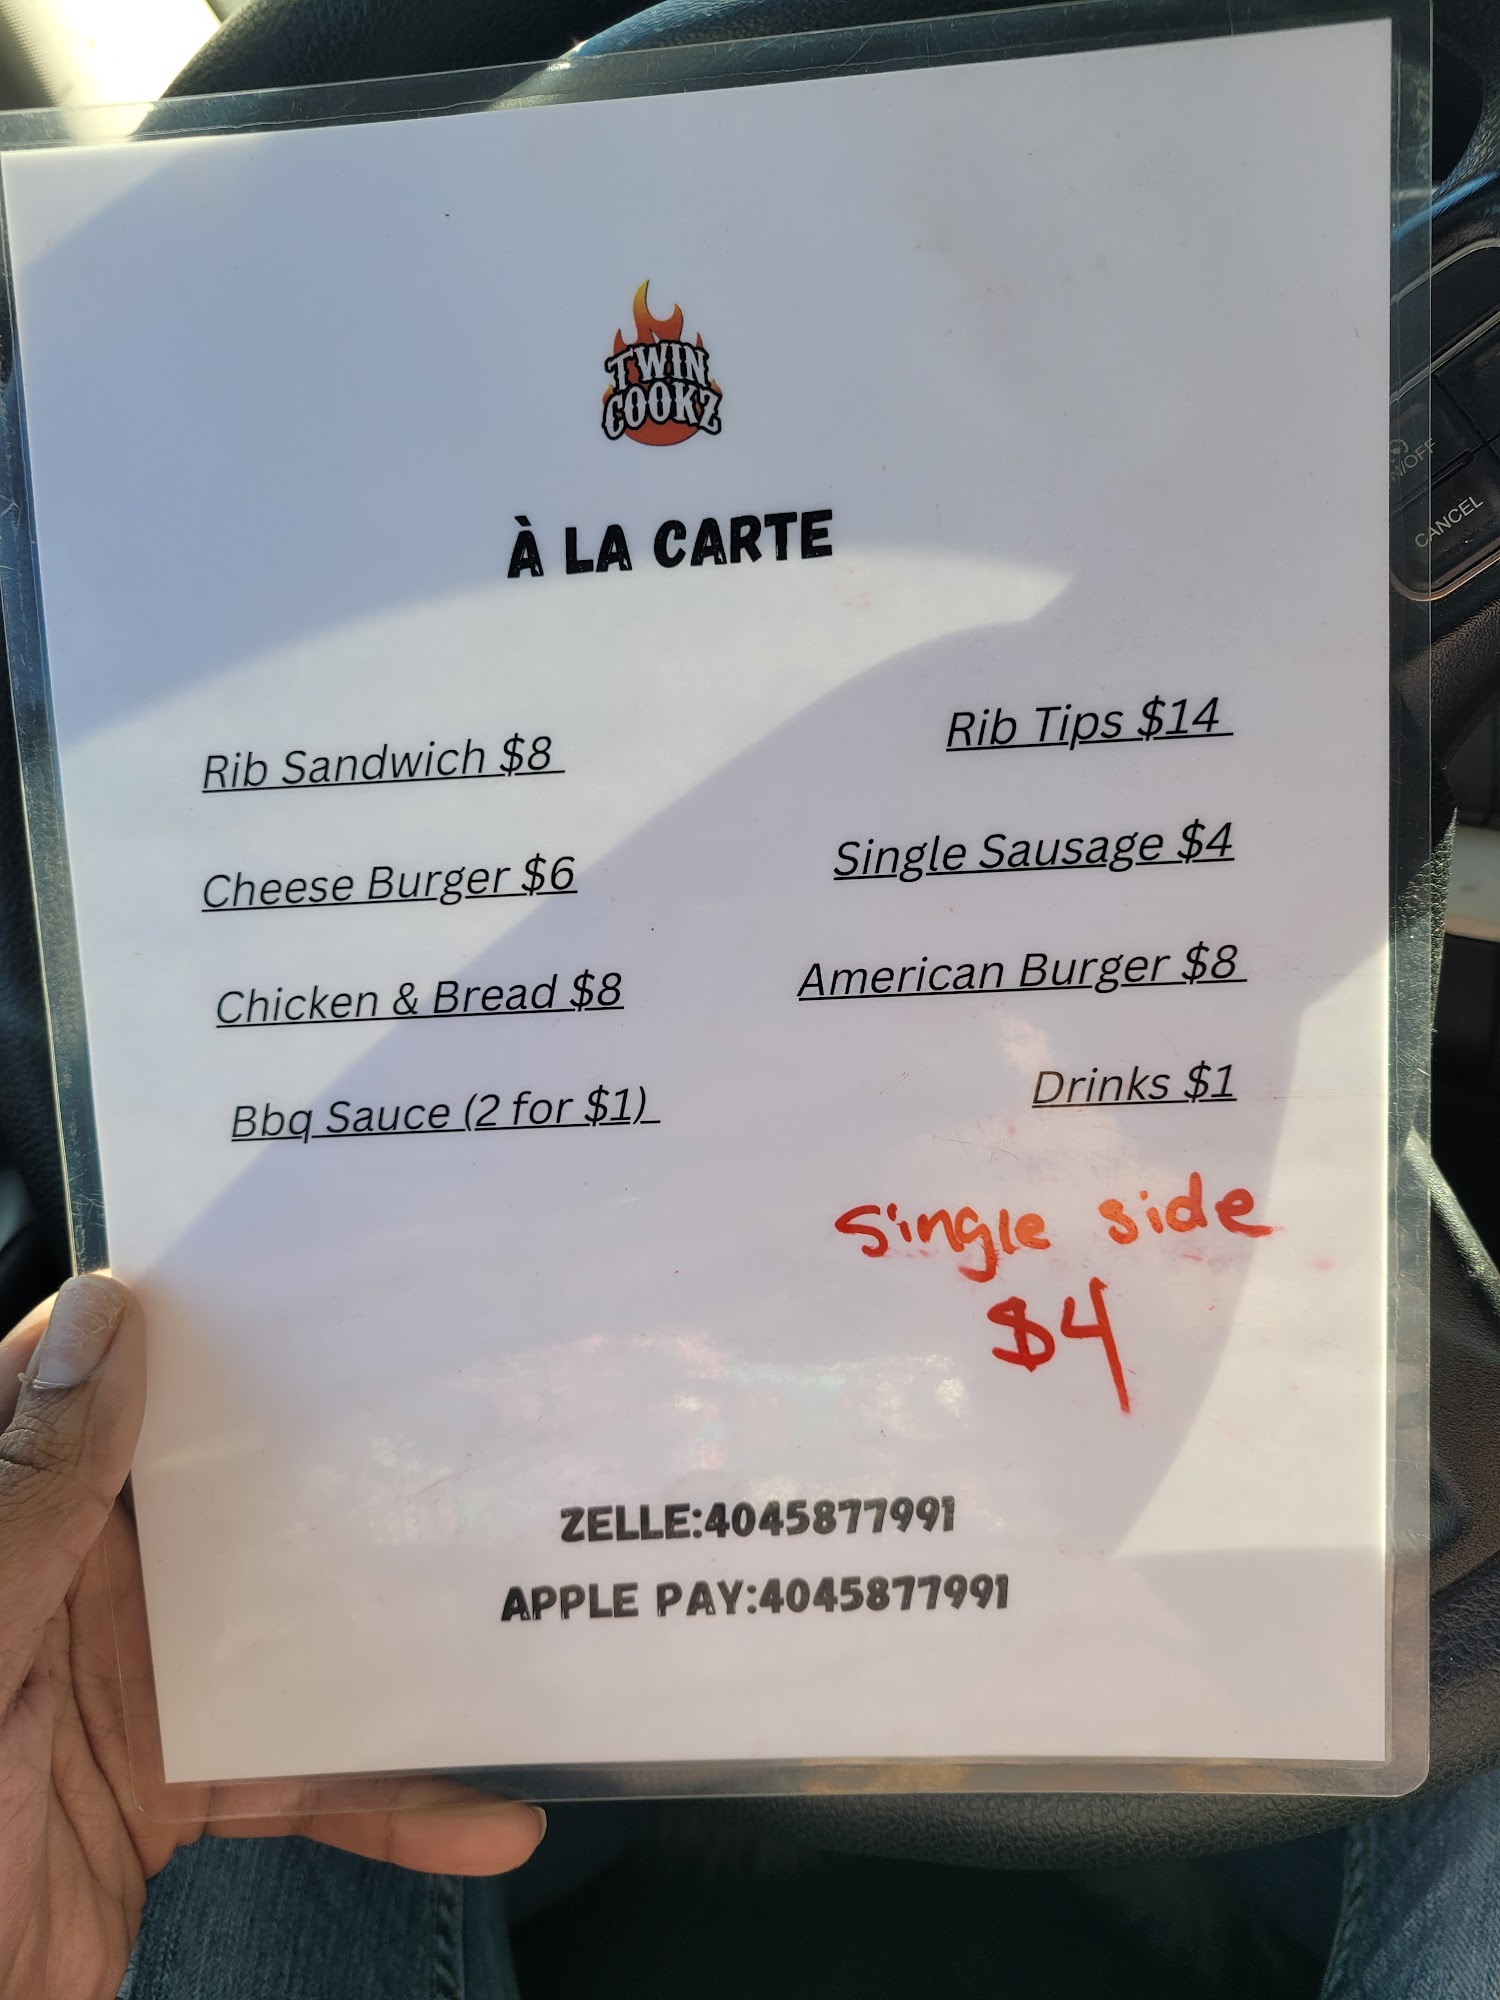 TWIN
COOKZ
À LA CARTE
Rib Sandwich $8
Rib Tips $14
Cheese Burger $6
Single Sausage $4
Chicken & Bread $8
American Burger $8
Bbq Sauce (2 for $1)
Drinks $1
Single side
$4
ZELLE:4045877991
APPLE PAY:4045877991
CANCEL